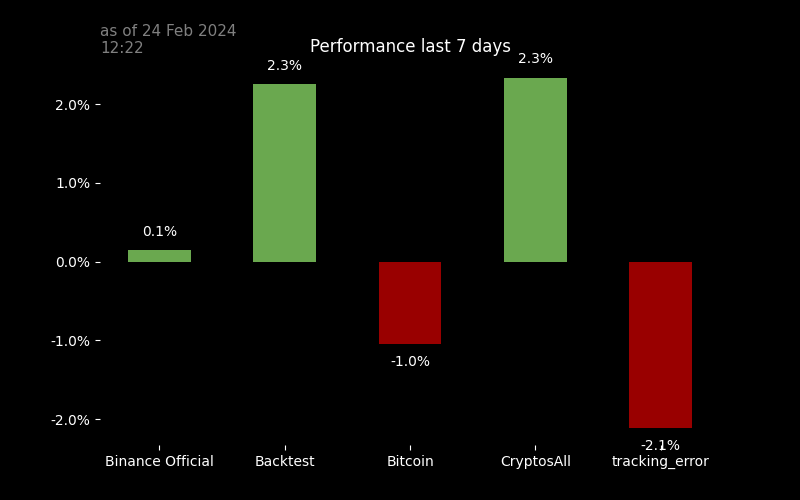 as of 24 Feb 2024
12:22
Performance last 7 days
2.3%
2.3%
2.0%
1.0%
0.1%
0.0%
-1.0%
-1.0%
-2.0%
-2.1%
Binance Official
Backtest
Bitcoin
CryptosAll
tracking_error